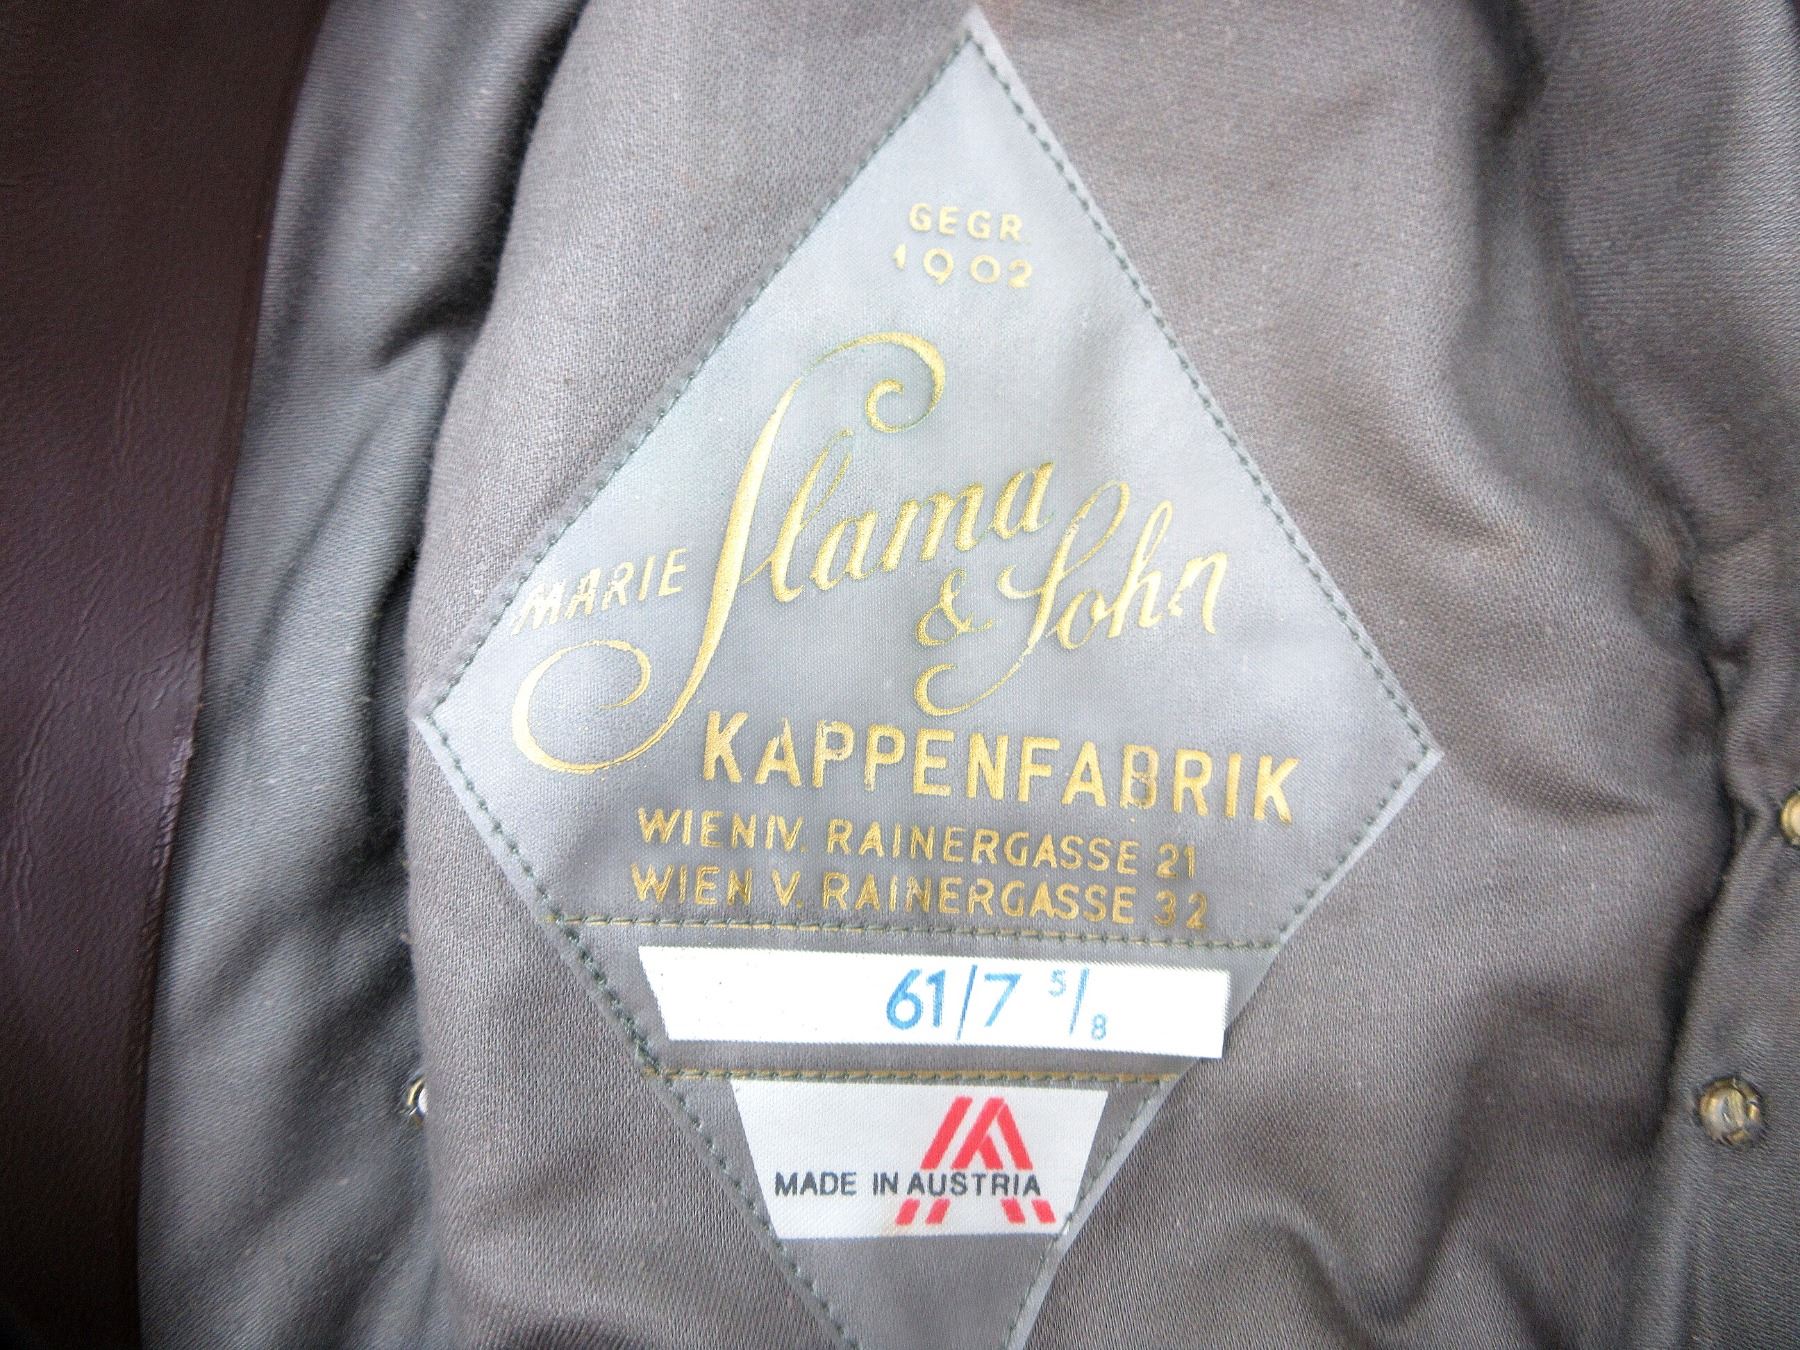 GEGR.
1902
MARIE Slama
& Sohn
KAPPENFABRIK
WIEN IV. RAINERGASSE 21
WIEN V. RAINERGASSE 32
61/7 5/8
MADE IN AUSTRIA